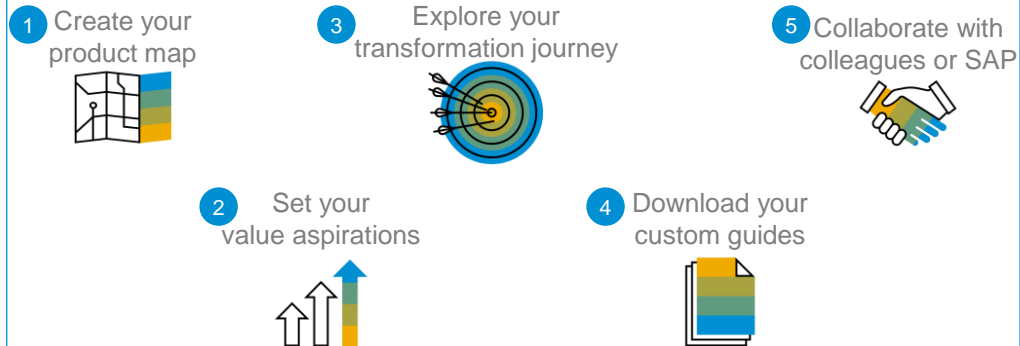 1 Create your
product map
2 Set your
value aspirations
3 Explore your
transformation journey
4 Download your
custom guides
5 Collaborate with
colleagues or SAP